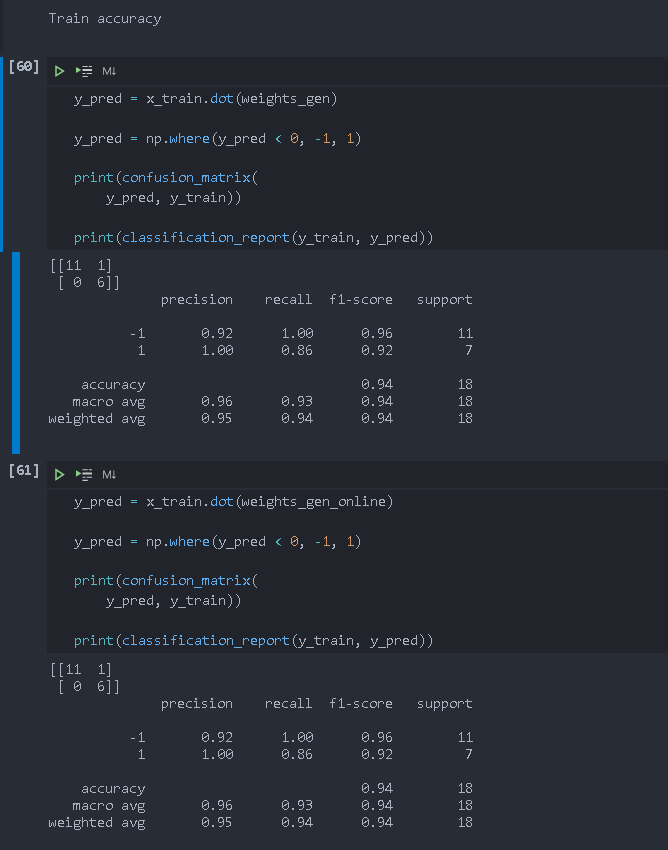 Train accuracy
[60]
M↓
y_pred = x_train.dot(weights_gen)
y_pred = np.where(y_pred < 0, -1, 1)
print(confusion_matrix(
    y_pred, y_train))
print(classification_report(y_train, y_pred))
[[11  1]
 [ 0  6]]
              precision    recall  f1-score   support
          -1       0.92      1.00      0.96        11
           1       1.00      0.86      0.92         7
    accuracy                           0.94        18
   macro avg       0.96      0.93      0.94        18
weighted avg       0.95      0.94      0.94        18
[61]
M↓
y_pred = x_train.dot(weights_gen_online)
y_pred = np.where(y_pred < 0, -1, 1)
print(confusion_matrix(
    y_pred, y_train))
print(classification_report(y_train, y_pred))
[[11  1]
 [ 0  6]]
              precision    recall  f1-score   support
          -1       0.92      1.00      0.96        11
           1       1.00      0.86      0.92         7
    accuracy                           0.94        18
   macro avg       0.96      0.93      0.94        18
weighted avg       0.95      0.94      0.94        18